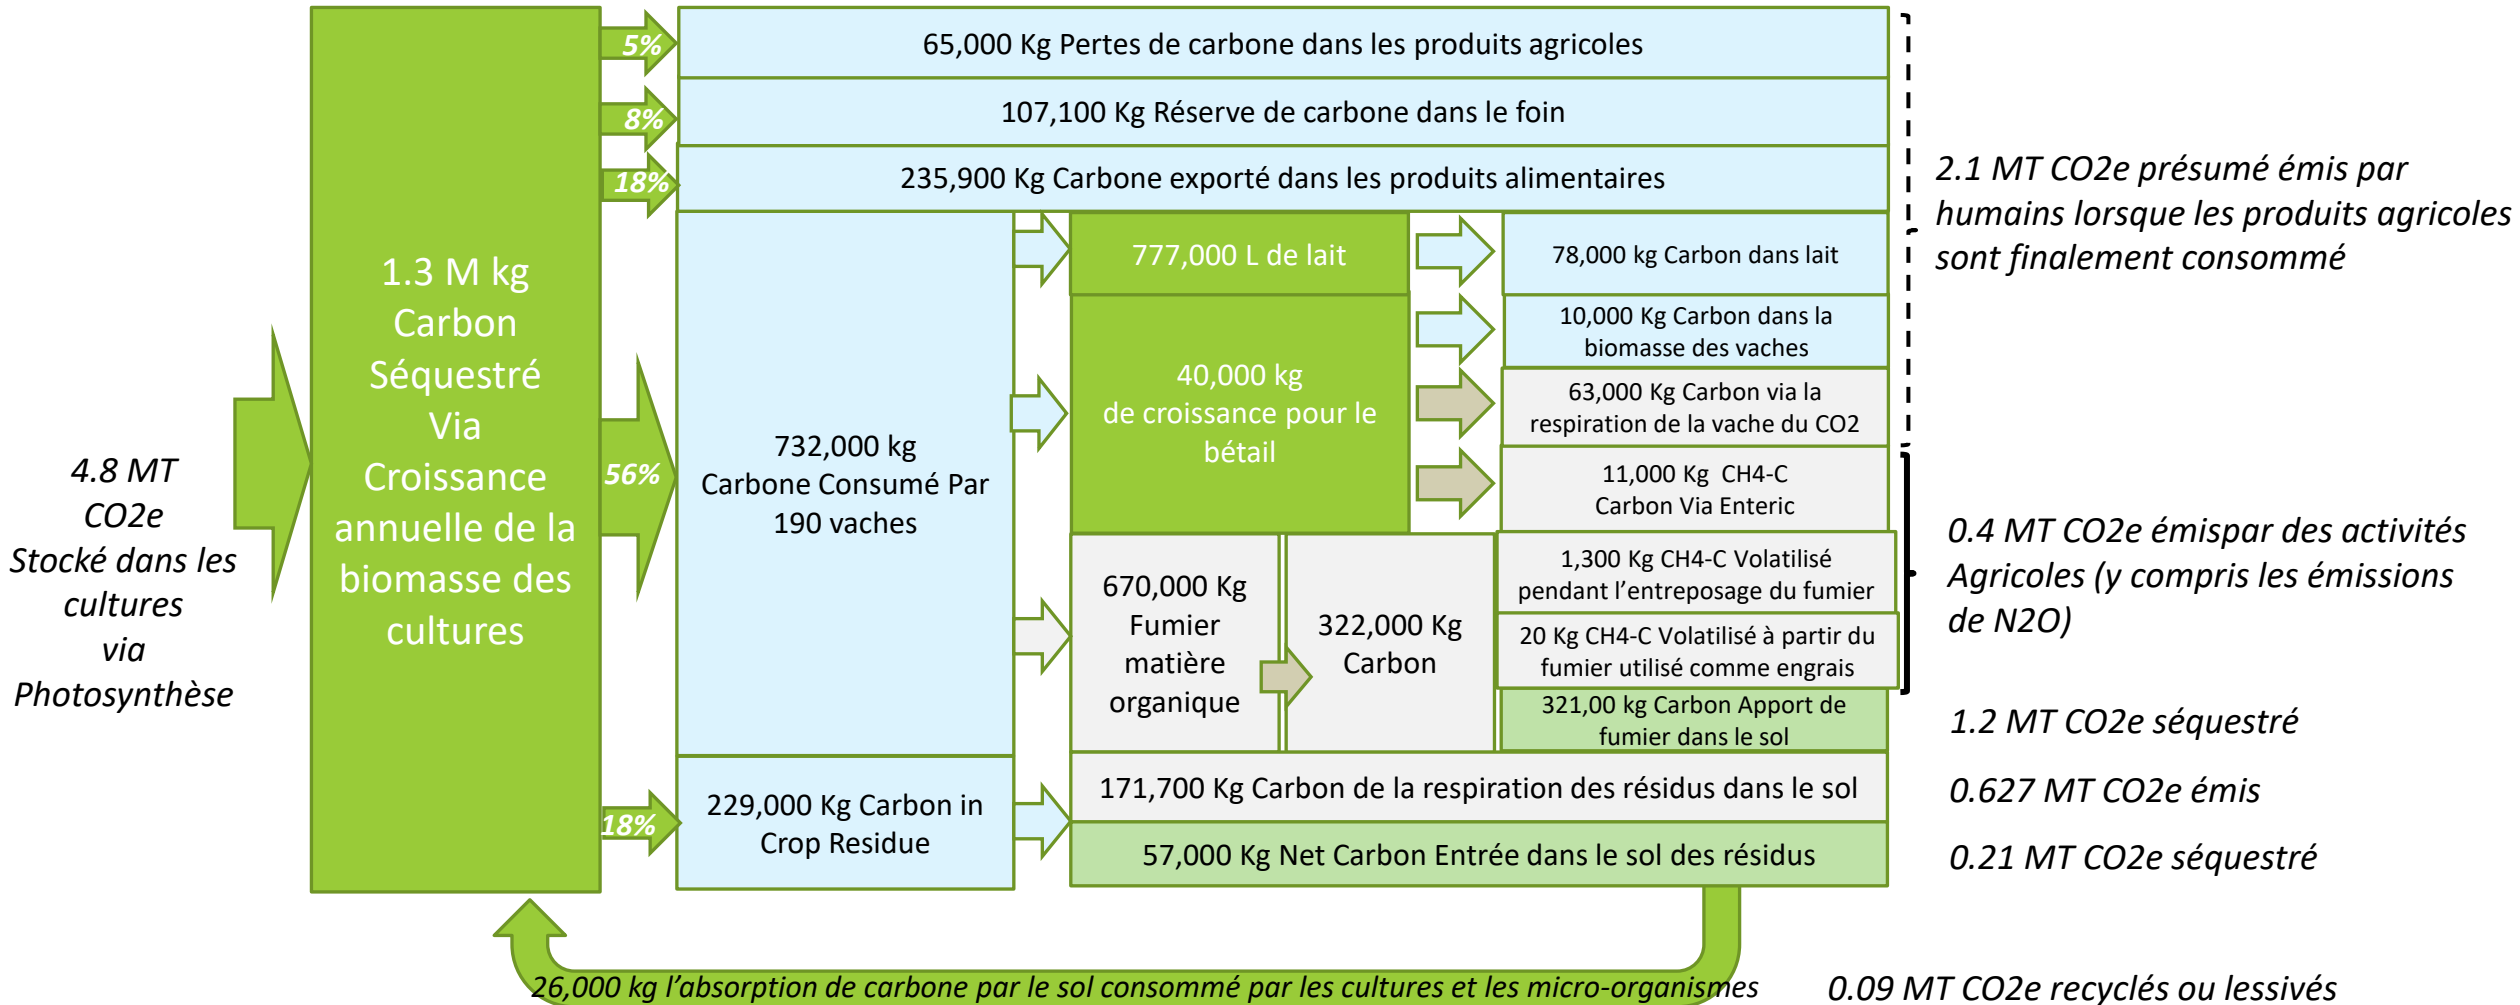 4.8 MT
CO2e
Stocké dans les
cultures
via
Photosynthèse
1.3 M kg
Carbon
Séquestré
Via
Croissance
annuelle de la
biomasse des
cultures
5%
8%
18%
56%
18%
65,000 Kg Pertes de carbone dans les produits agricoles
107,100 Kg Réserve de carbone dans le foin
235,900 Kg Carbone exporté dans les produits alimentaires
732,000 kg
Carbone Consumé Par
190 vaches
229,000 Kg Carbon in
Crop Residue
777,000 L de lait
40,000 kg
de croissance pour le
bétail
670,000 Kg
Fumier
matière
organique
322,000 Kg
Carbon
78,000 kg Carbon dans lait
10,000 Kg Carbon dans la
biomasse des vaches
63,000 Kg Carbon via la
respiration de la vache du CO2
11,000 Kg CH4-C
Carbon Via Enteric
1,300 Kg CH4-C Volatilisé
pendant l’entreposage du fumier
20 Kg CH4-C Volatilisé à partir du
fumier utilisé comme engrais
321,00 kg Carbon Apport de
fumier dans le sol
171,700 Kg Carbon de la respiration des résidus dans le sol
57,000 Kg Net Carbon Entrée dans le sol des résidus
2.1 MT CO2e présumé émis par
humains lorsque les produits agricoles
sont finalement consommé
0.4 MT CO2e émispar des activités
Agricoles (y compris les émissions
de N2O)
1.2 MT CO2e séquestré
0.627 MT CO2e émis
0.21 MT CO2e séquestré
26,000 kg l’absorption de carbone par le sol consommé par les cultures et les micro-organismes
0.09 MT CO2e recyclés ou lessivés